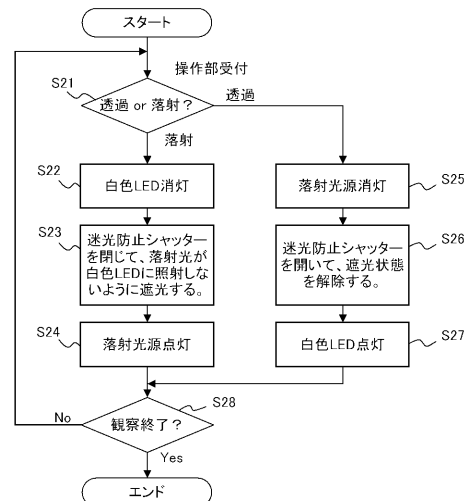 スタート
操作部受付
S21
透過 or 落射？
透過
落射
S22
白色LED消灯
S25
落射光源消灯
S23
迷光防止シャッター
を閉じて、落射光が
白色LEDに照射しな
いように遮光する。
S26
迷光防止シャッター
を開いて、遮光状態
を解除する。
S24
落射光源点灯
S27
白色LED点灯
S28
観察終了？
No
Yes
エンド